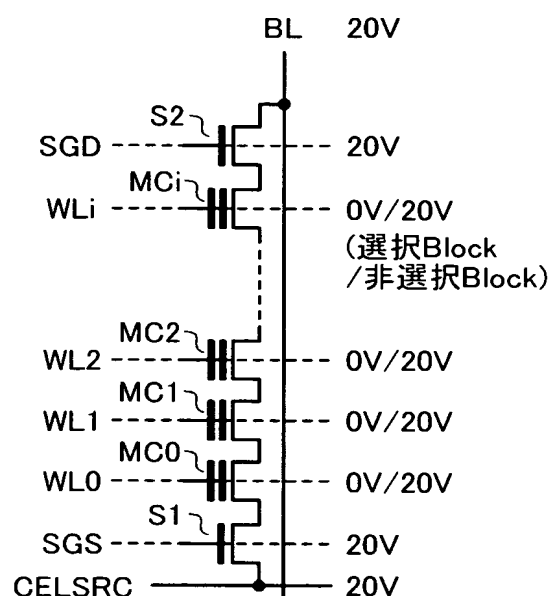 BL 20V
S2
SGD 20V
MCi
WLi 0V/20V
(選択Block
/非選択Block)
MC2
WL2 0V/20V
MC1
WL1 0V/20V
MC0
WL0 0V/20V
S1
SGS 20V
CELSRC 20V